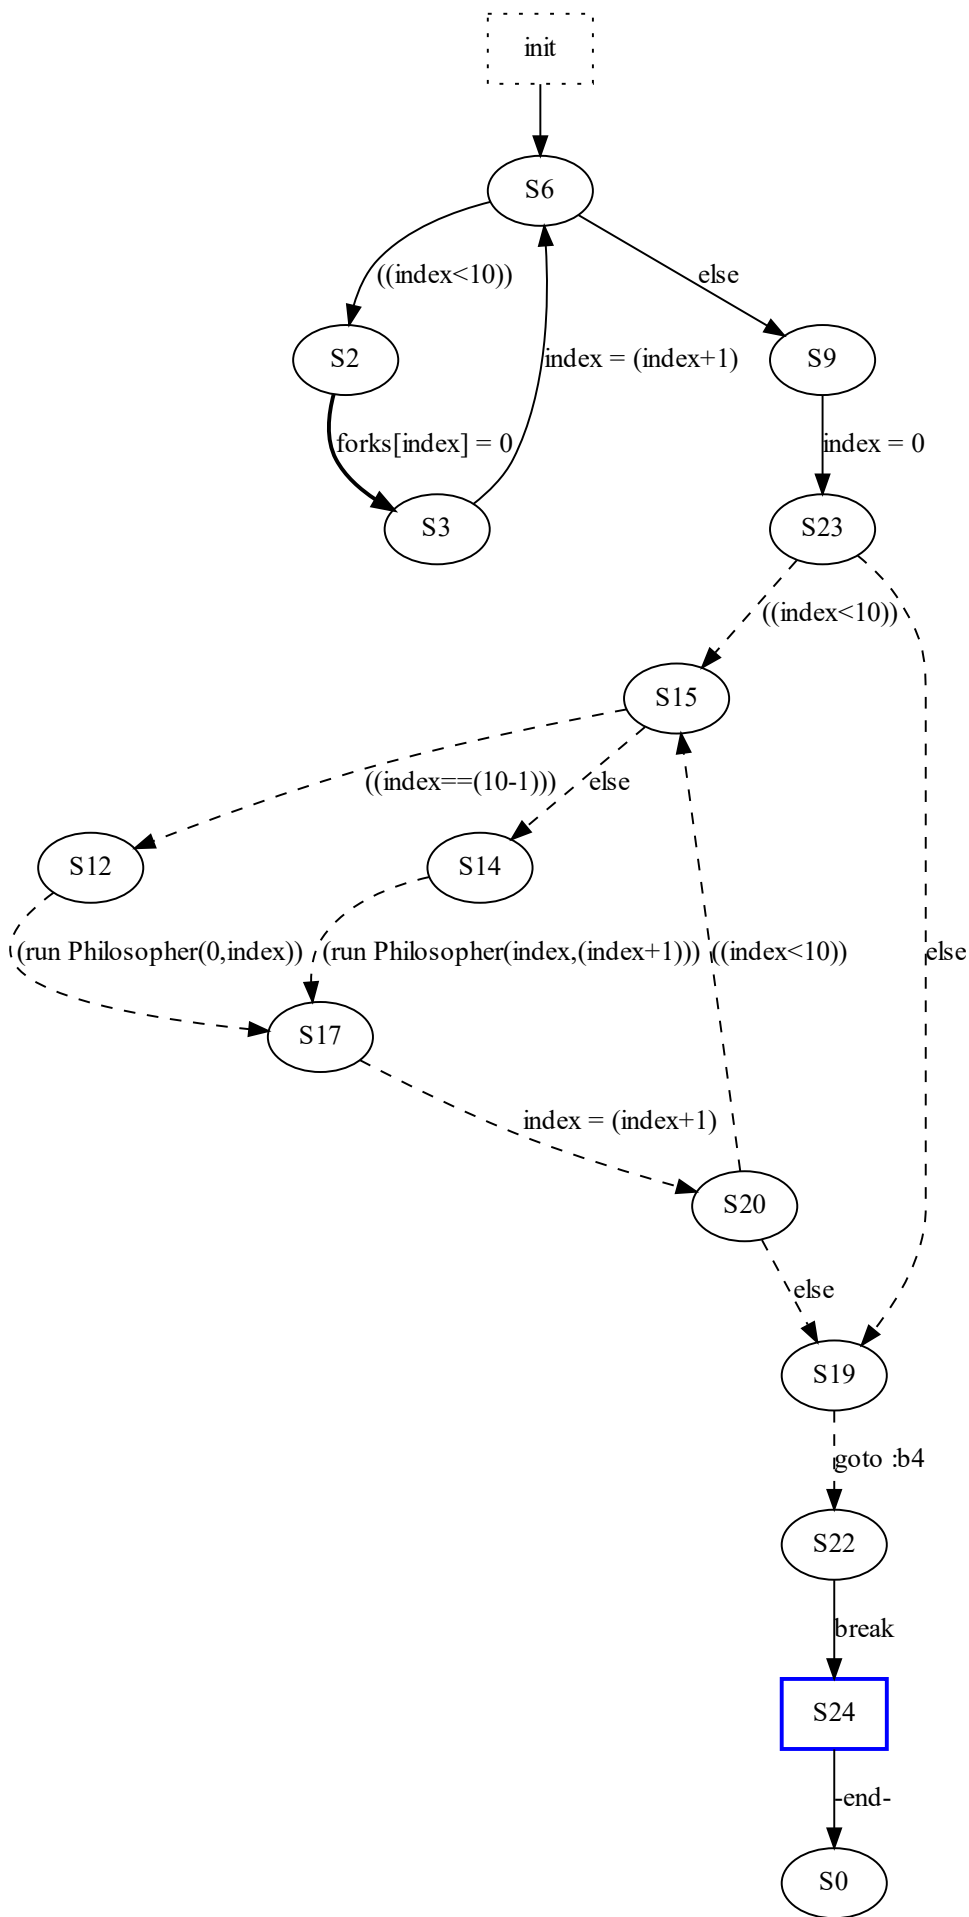 init
S6
((index<10))
else
S2
index = (index+1)
S9
forks[index] = 0
index = 0
S3
S23
((index<10))
S15
((index==(10-1)))
else
S12
S14
(run Philosopher(0,index))
(run Philosopher(index,(index+1)))
((index<10))
else
S17
index = (index+1)
S20
else
S19
goto :b4
S22
break
S24
-end-
S0